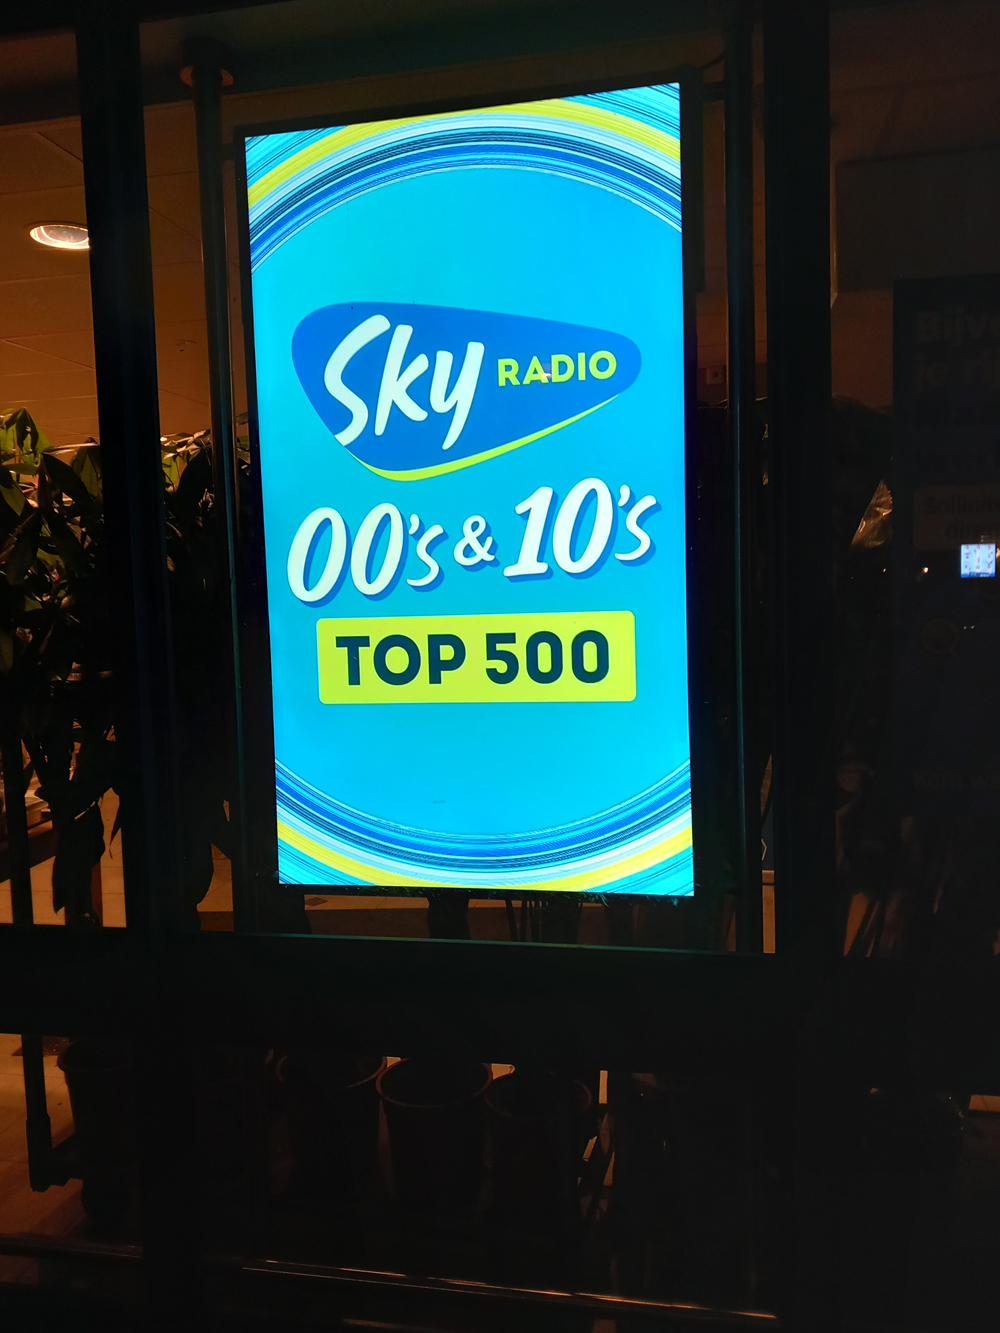 Sky RADIO
00's & 10's
TOP 500